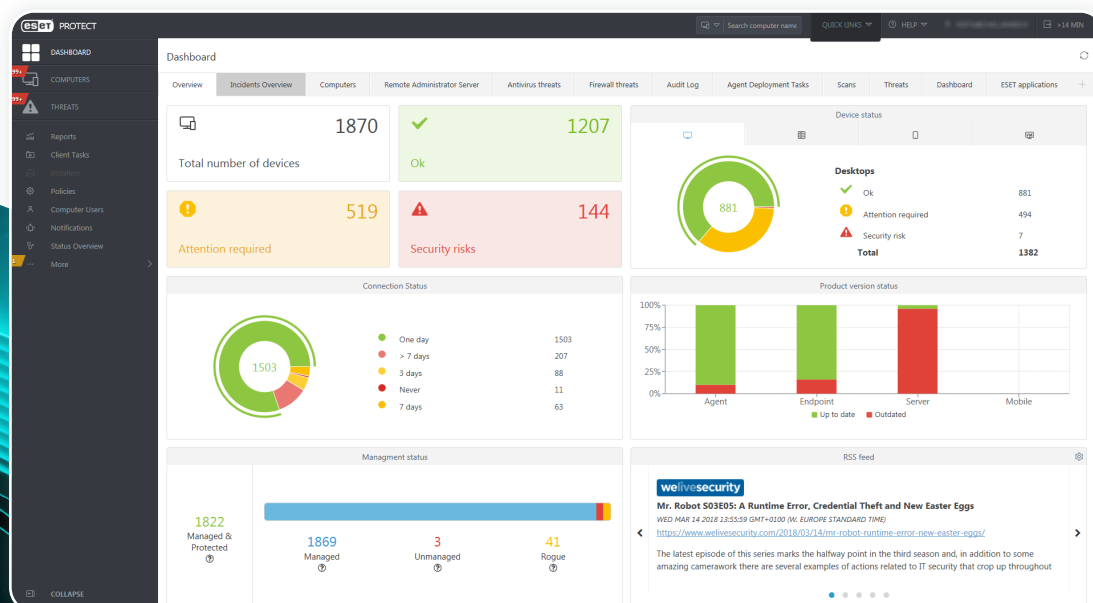 eset PROTECT
Search computer name
QUICK LINKS
HELP
>14 MIN
DASHBOARD
99+
COMPUTERS
99+
THREATS
Reports
Client Tasks
Installers
Policies
Computer Users
Notifications
Status Overview
More
COLLAPSE
Dashboard
Overview
Incidents Overview
Computers
Remote Administrator Server
Antivirus threats
Firewall threats
Audit Log
Agent Deployment Tasks
Scans
Threats
Dashboard
ESET applications
1870
Total number of devices
1207
Ok
519
Attention required
144
Security risks
Device status
881
Desktops
Ok 881
Attention required 494
Security risk 7
Total 1382
Connection Status
1503
One day 1503
> 7 days 207
3 days 88
Never 11
7 days 63
Product version status
100%
75%
50%
25%
0%
Agent Endpoint Server Mobile
Up to date Outdated
Managment status
1822
Managed &
Protected
1869
Managed
3
Unmanaged
41
Rogue
RSS feed
welivesecurity
Mr. Robot S03E05: A Runtime Error, Credential Theft and New Easter Eggs
WED MAR 14 2018 13:55:59 GMT+0100 (W. EUROPE STANDARD TIME)
https://www.welivesecurity.com/2018/03/14/mr-robot-runtime-error-new-easter-eggs/
The latest episode of this series marks the halfway point in the third season and, in addition to some
amazing camerawork there are several examples of actions related to IT security that crop up throughout